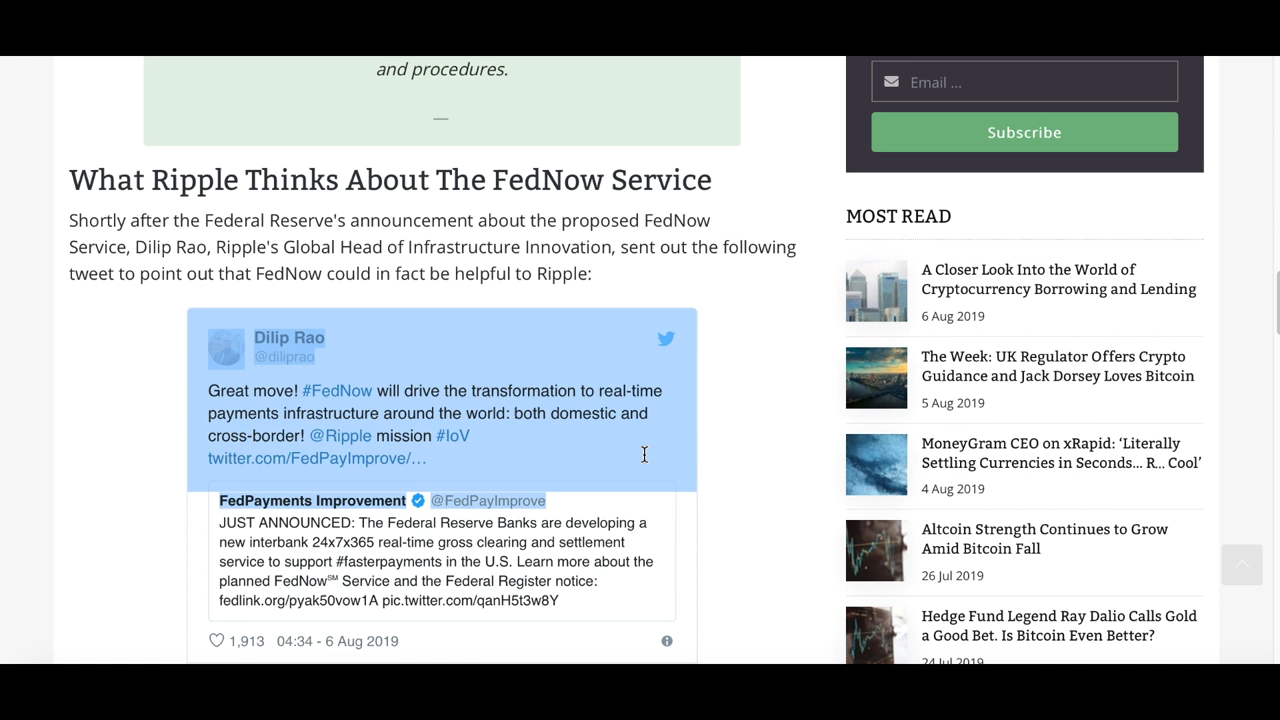 and procedures.
—
What Ripple Thinks About The FedNow Service
Shortly after the Federal Reserve's announcement about the proposed FedNow
Service, Dilip Rao, Ripple's Global Head of Infrastructure Innovation, sent out the following
tweet to point out that FedNow could in fact be helpful to Ripple:
Dilip Rao
@diliprao
Great move! #FedNow will drive the transformation to real-time
payments infrastructure around the world: both domestic and
cross-border! @Ripple mission #IoV
twitter.com/FedPayImprove/…
FedPayments Improvement @FedPayImprove
JUST ANNOUNCED: The Federal Reserve Banks are developing a
new interbank 24x7x365 real-time gross clearing and settlement
service to support #fasterpayments in the U.S. Learn more about the
planned FedNow℠ Service and the Federal Register notice:
fedlink.org/pyak50vow1A pic.twitter.com/qanH5t3w8Y
1,913 04:34 - 6 Aug 2019
Email ...
Subscribe
MOST READ
A Closer Look Into the World of
Cryptocurrency Borrowing and Lending
6 Aug 2019
The Week: UK Regulator Offers Crypto
Guidance and Jack Dorsey Loves Bitcoin
5 Aug 2019
MoneyGram CEO on xRapid: ‘Literally
Settling Currencies in Seconds... R... Cool’
4 Aug 2019
Altcoin Strength Continues to Grow
Amid Bitcoin Fall
26 Jul 2019
Hedge Fund Legend Ray Dalio Calls Gold
a Good Bet. Is Bitcoin Even Better?
24 Jul 2019